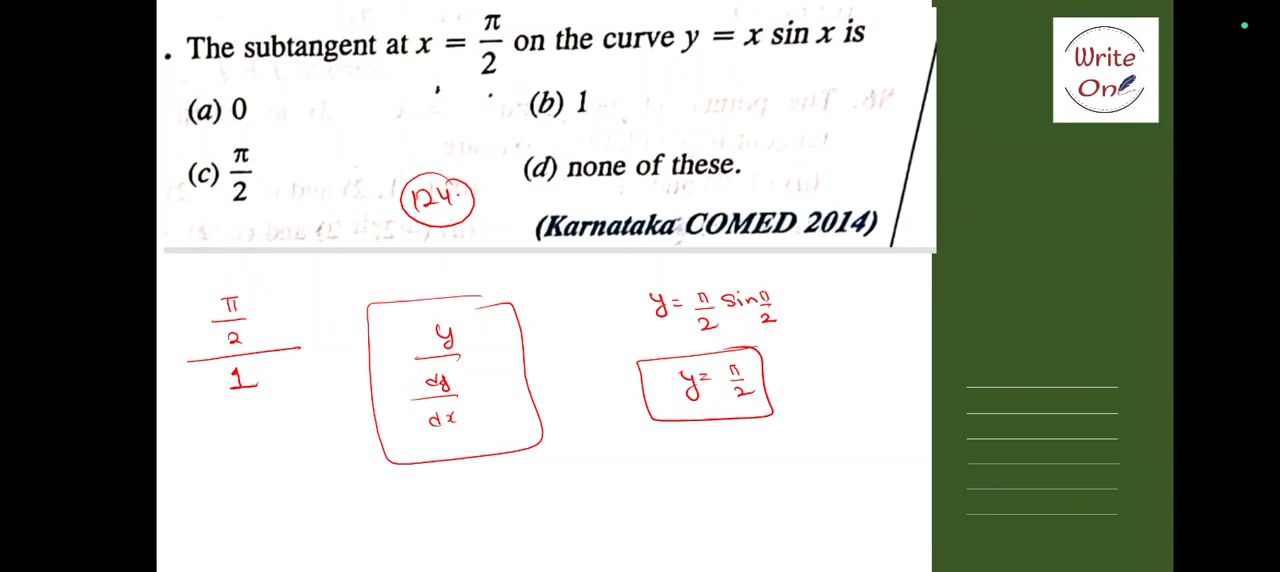 . The subtangent at x = π/2 on the curve y = x sin x is
(a) 0 (b) 1
(c) π/2 (d) none of these.
124
(Karnataka COMED 2014)
π/2 / 1
y / dy/dx
y = π/2 sin π/2
y = π/2
Write
On